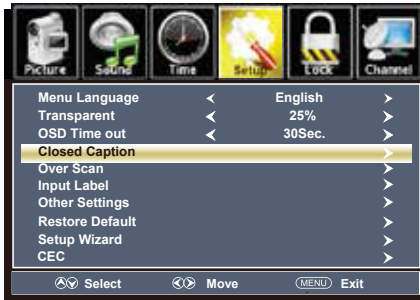 Picture Sound Time Setup Lock Channel
Menu Language English
Transparent 25%
OSD Time out 30Sec.
Closed Caption
Over Scan
Input Label
Other Settings
Restore Default
Setup Wizard
CEC
Select Move MENU Exit